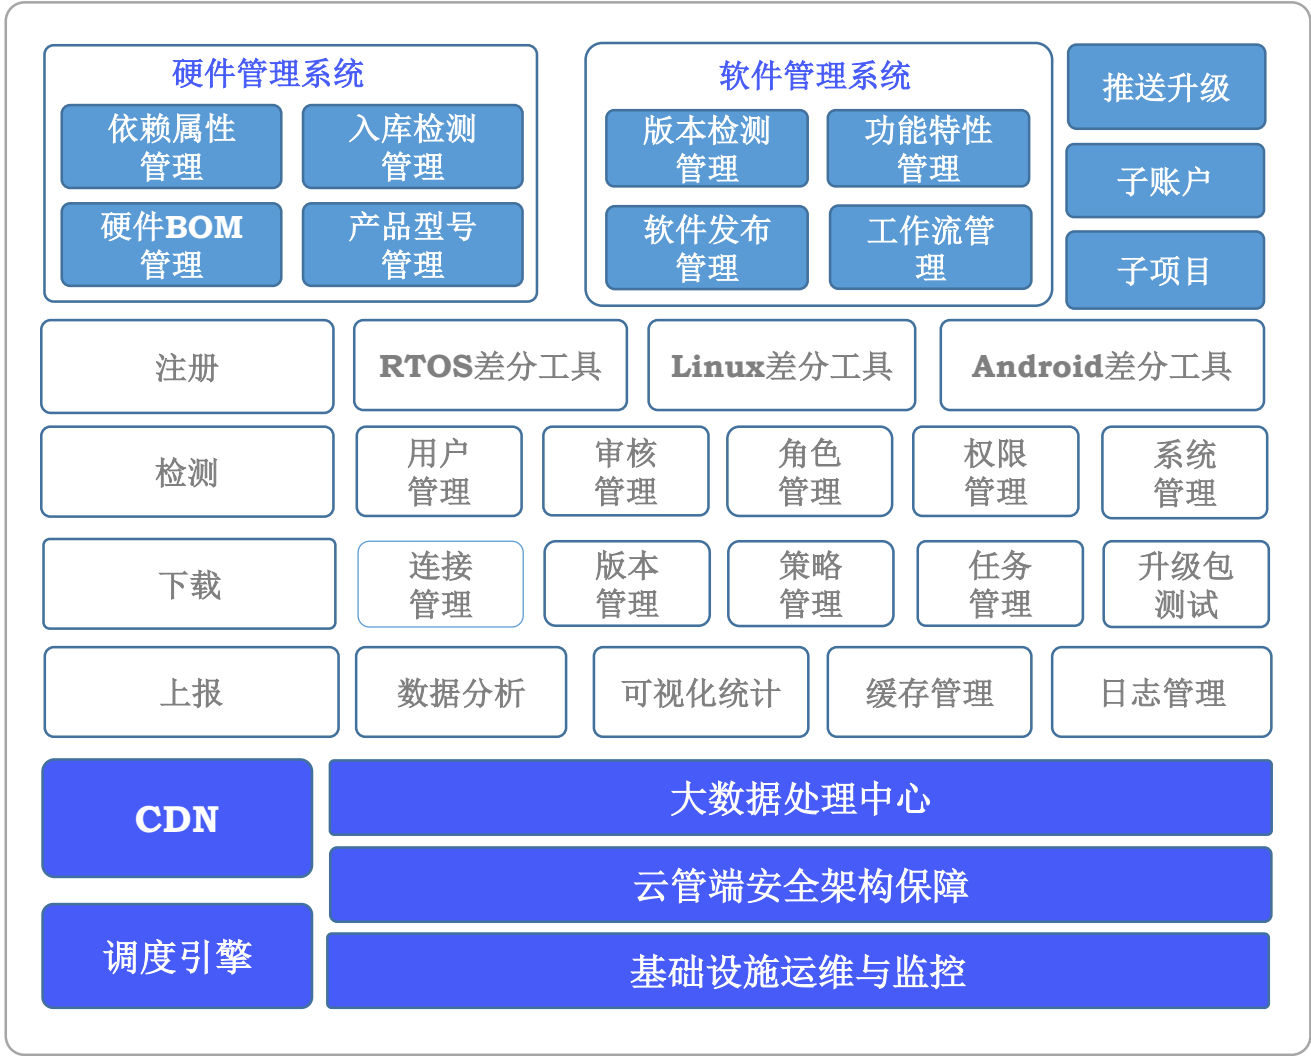 硬件管理系统
依赖属性
管理
入库检测
管理
硬件BOM
管理
产品型号
管理
软件管理系统
版本检测
管理
功能特性
管理
软件发布
管理
工作流管
理
推送升级
子账户
子项目
注册
RTOS差分工具
Linux差分工具
Android差分工具
检测
用户
管理
审核
管理
角色
管理
权限
管理
系统
管理
下载
连接
管理
版本
管理
策略
管理
任务
管理
升级包
测试
上报
数据分析
可视化统计
缓存管理
日志管理
CDN
大数据处理中心
云管端安全架构保障
调度引擎
基础设施运维与监控